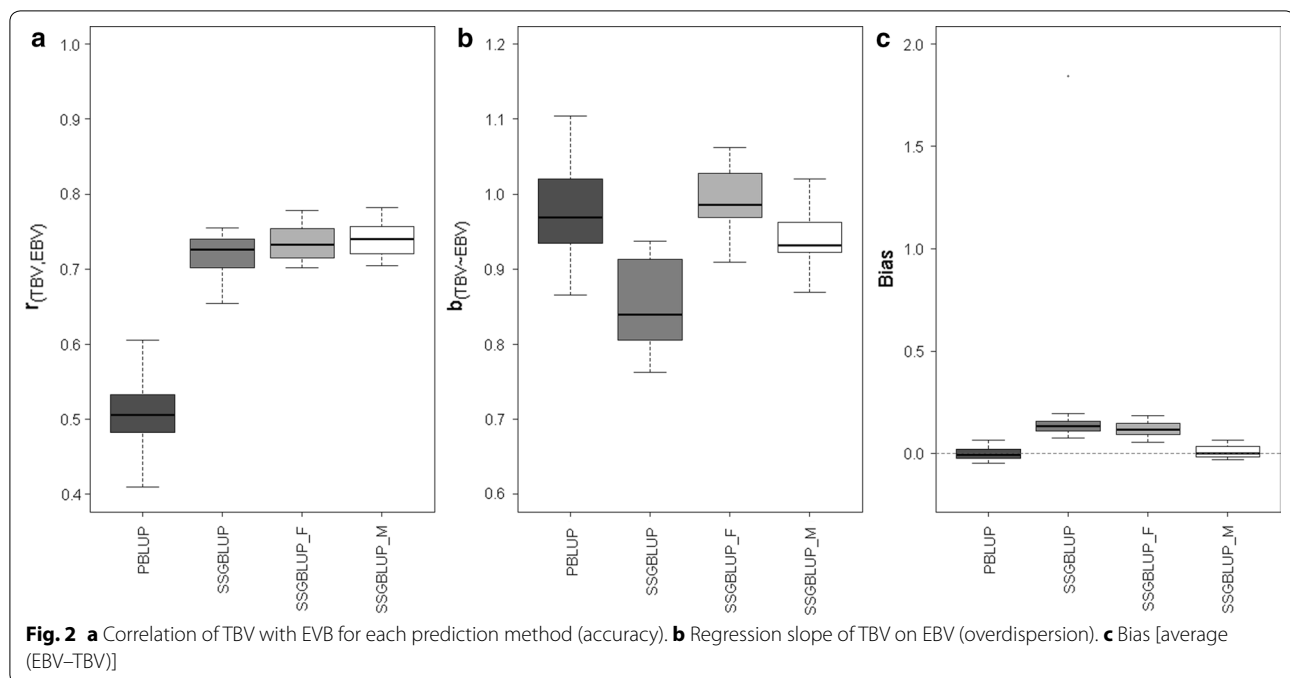 a
1.0
0.9
0.8
0.7
0.6
0.5
0.4
r(TBV,EBV)
PBLUP
SSGBLUP
SSGBLUP_F
SSGBLUP_M
b
1.2
1.1
1.0
0.9
0.8
0.7
0.6
b(TBV~EBV)
PBLUP
SSGBLUP
SSGBLUP_F
SSGBLUP_M
c
2.0
1.5
1.0
0.5
0.0
Bias
PBLUP
SSGBLUP
SSGBLUP_F
SSGBLUP_M
Fig. 2 a Correlation of TBV with EVB for each prediction method (accuracy). b Regression slope of TBV on EBV (overdispersion). c Bias [average
(EBV–TBV)]